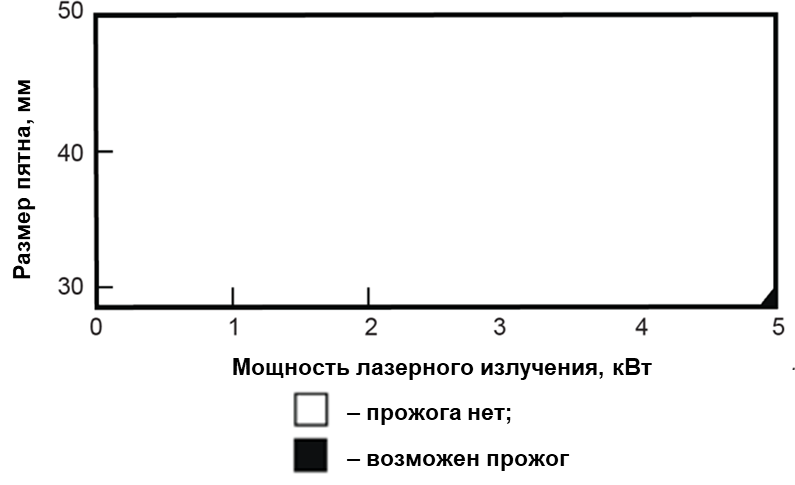 50
Размер пятна, мм
40
30
0 1 2 3 4 5
Мощность лазерного излучения, кВт
– прожога нет;
– возможен прожог